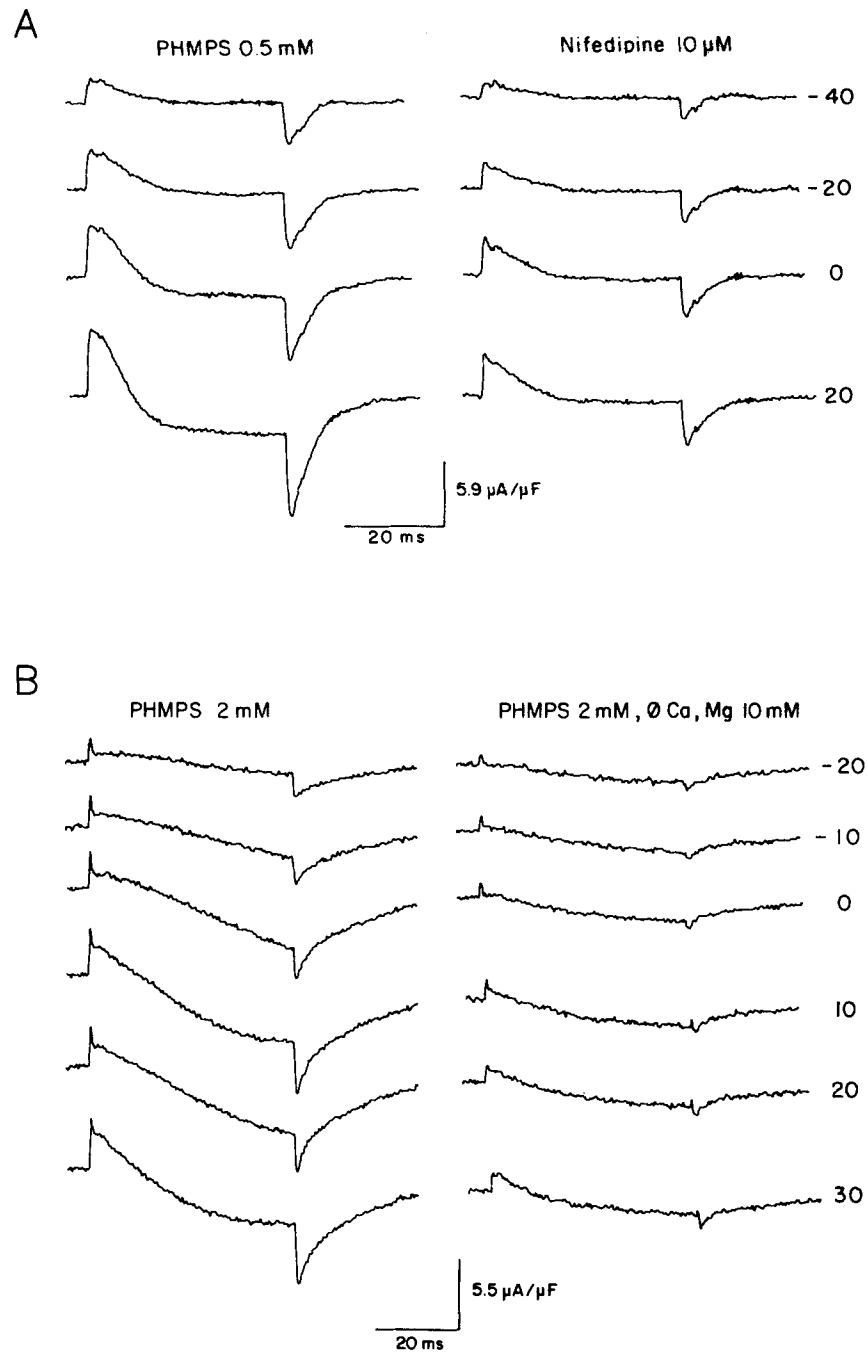 A
PHMPS 0.5 mM
Nifedipine 10 μM
-40
-20
0
20
5.9 μA/μF
20 ms
B
PHMPS 2 mM
PHMPS 2 mM, Ø Ca, Mg 10 mM
-20
-10
0
10
20
30
5.5 μA/μF
20 ms